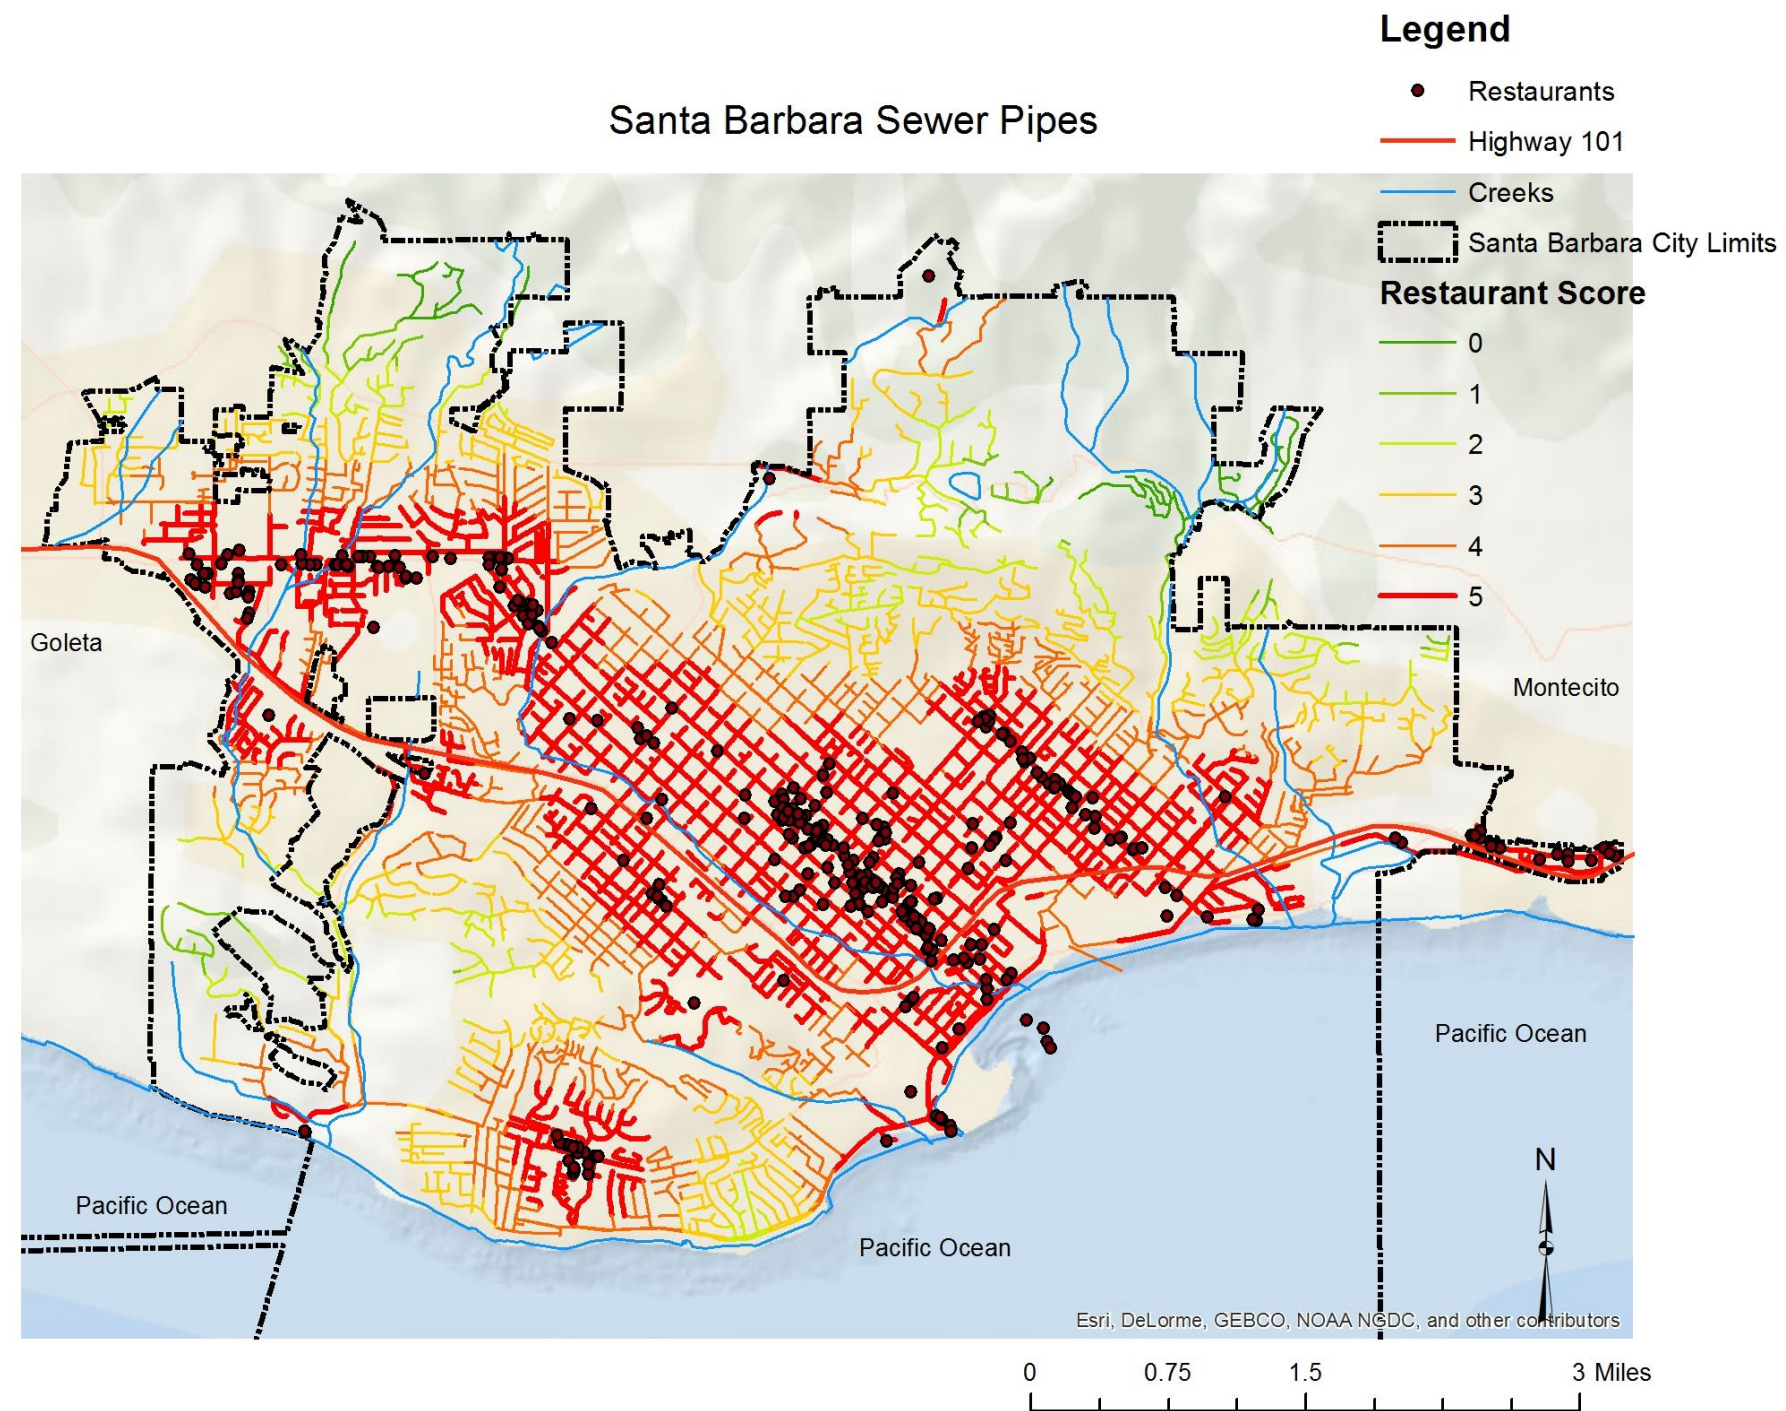 Legend
Restaurants
Santa Barbara Sewer Pipes
Highway 101
Creeks
Santa Barbara City Limits
Restaurant Score
0
1
2
3
4
5
Goleta
Montecito
Pacific Ocean
N
Pacific Ocean
Pacific Ocean
Esri, DeLorme, GEBCO, NOAA NGDC, and other contributors
0 0.75 1.5 3 Miles